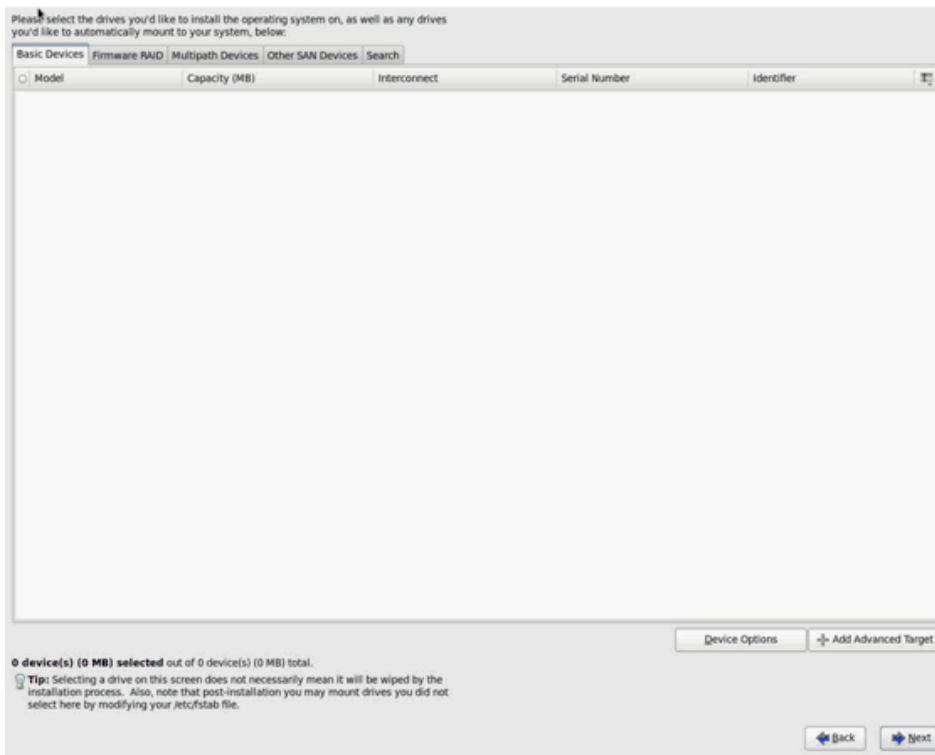 Please select the drives you'd like to install the operating system on, as well as any drives
you'd like to automatically mount to your system, below:
Basic Devices Firmware RAID Multipath Devices Other SAN Devices Search
Model Capacity (MB) Interconnect Serial Number Identifier
Device Options Add Advanced Target
0 device(s) (0 MB) selected out of 0 device(s) (0 MB) total.
Tip: Selecting a drive on this screen does not necessarily mean it will be wiped by the
installation process. Also, note that post-installation you may mount drives you did not
select here by modifying your /etc/fstab file.
Back Next